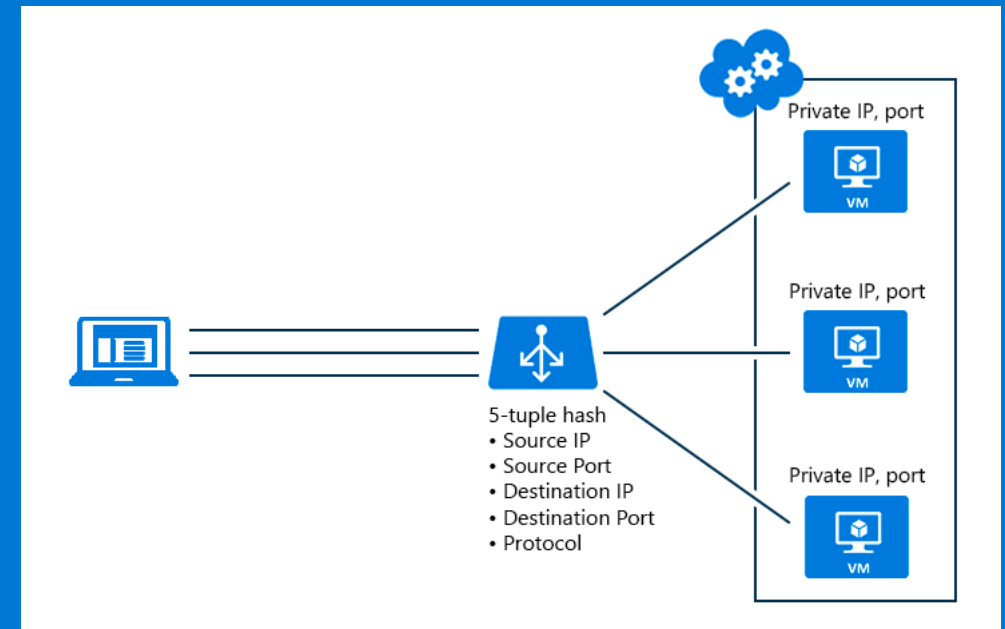 Private IP, port
VM
Private IP, port
VM
5-tuple hash
• Source IP
• Source Port
• Destination IP
• Destination Port
• Protocol
Private IP, port
VM